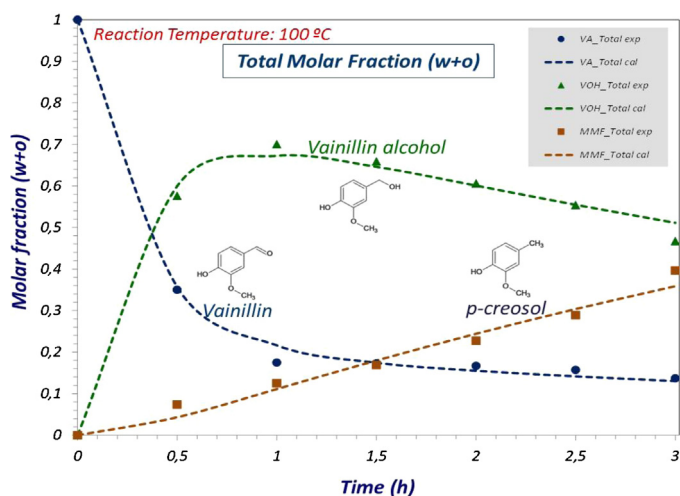 Reaction Temperature: 100 ºC
Total Molar Fraction (w+o)
VA_Total exp
VA_Total cal
VOH_Total exp
VOH_Total cal
MMF_Total exp
MMF_Total cal
Molar fraction (w+o)
1
0,9
0,8
0,7
0,6
0,5
0,4
0,3
0,2
0,1
0
Vainillin alcohol
OH
HO
O
CH3
O
HO
O
CH3
Vainillin
CH3
HO
O
CH3
p-creosol
0
0,5
1
1,5
2
2,5
3
Time (h)